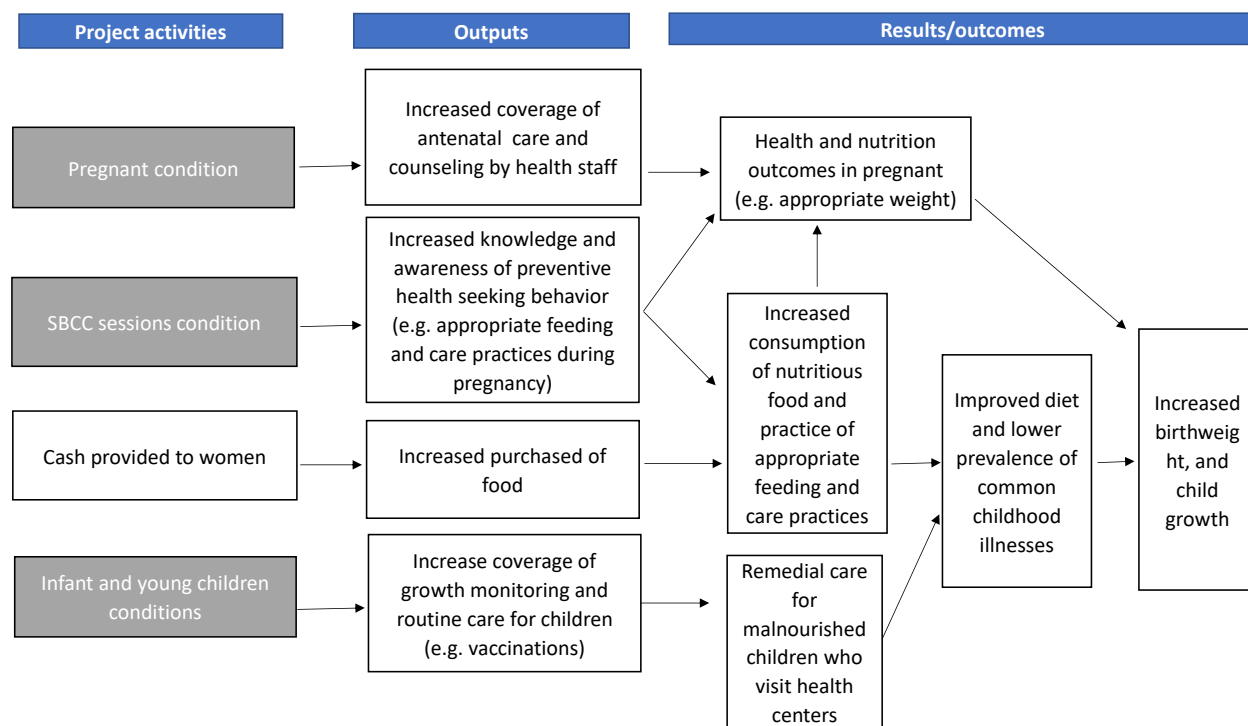 Project activities
Outputs
Results/outcomes
Pregnant condition
SBCC sessions condition
Cash provided to women
Infant and young children
conditions
Increased coverage of
antenatal care and
counseling by health staff
Increased knowledge and
awareness of preventive
health seeking behavior
(e.g. appropriate feeding
and care practices during
pregnancy)
Increased purchased of
food
Increase coverage of
growth monitoring and
routine care for children
(e.g. vaccinations)
Health and nutrition
outcomes in pregnant
(e.g. appropriate weight)
Increased
consumption
of nutritious
food and
practice of
appropriate
feeding and
care practices
Remedial care
for
malnourished
children who
visit health
centers
Improved diet
and lower
prevalence of
common
childhood
illnesses
Increased
birthweig
ht, and
child
growth